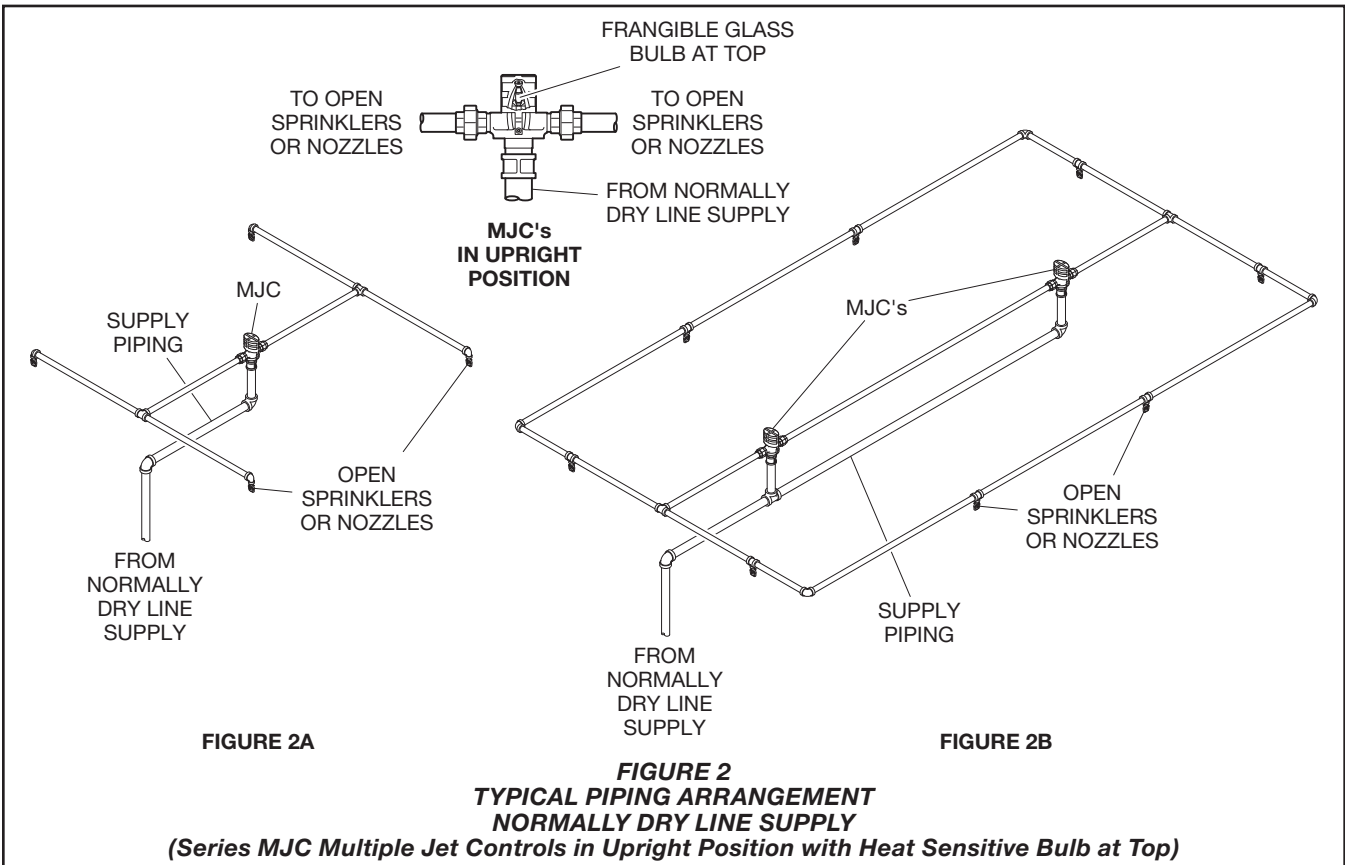 FRANGIBLE GLASS
BULB AT TOP
TO OPEN
SPRINKLERS
OR NOZZLES
TO OPEN
SPRINKLERS
OR NOZZLES
FROM NORMALLY
DRY LINE SUPPLY
MJC's
IN UPRIGHT
POSITION
MJC
SUPPLY
PIPING
OPEN
SPRINKLERS
OR NOZZLES
FROM
NORMALLY
DRY LINE
SUPPLY
MJC's
OPEN
SPRINKLERS
OR NOZZLES
SUPPLY
PIPING
FROM
NORMALLY
DRY LINE
SUPPLY
FIGURE 2A
FIGURE 2B
FIGURE 2
TYPICAL PIPING ARRANGEMENT
NORMALLY DRY LINE SUPPLY
(Series MJC Multiple Jet Controls in Upright Position with Heat Sensitive Bulb at Top)